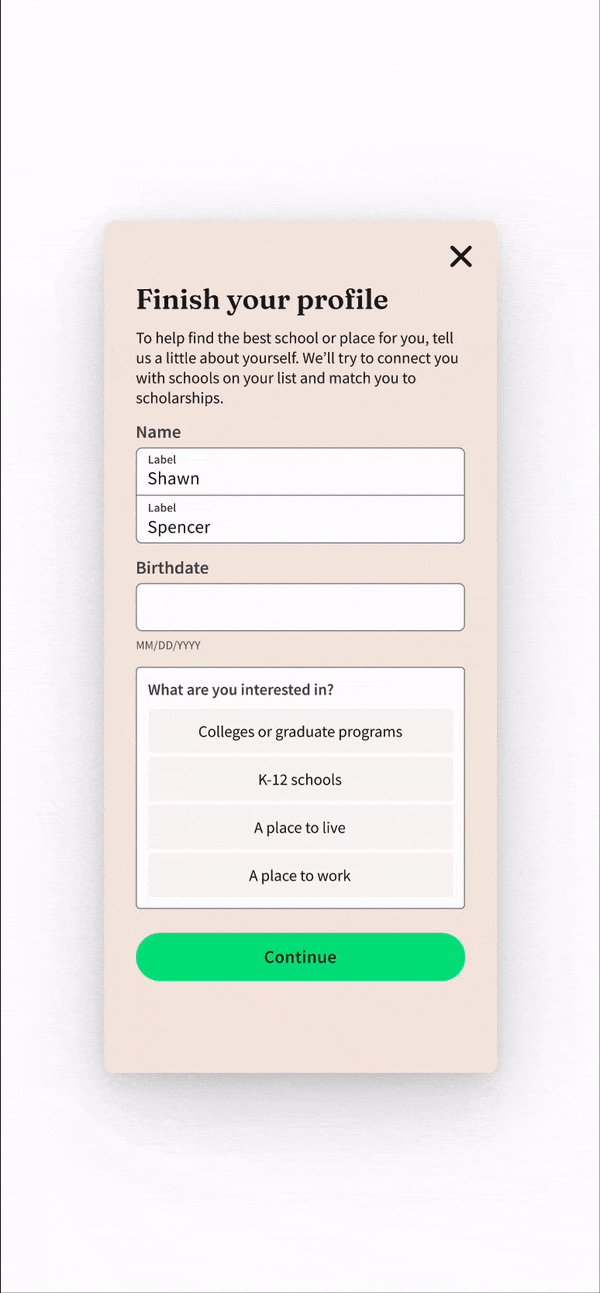 Finish your profile
To help find the best school or place for you, tell
us a little about yourself. We’ll try to connect you
with schools on your list and match you to
scholarships.
Name
Label
Shawn
Label
Spencer
Birthdate
MM/DD/YYYY
What are you interested in?
Colleges or graduate programs
K-12 schools
A place to live
A place to work
Continue